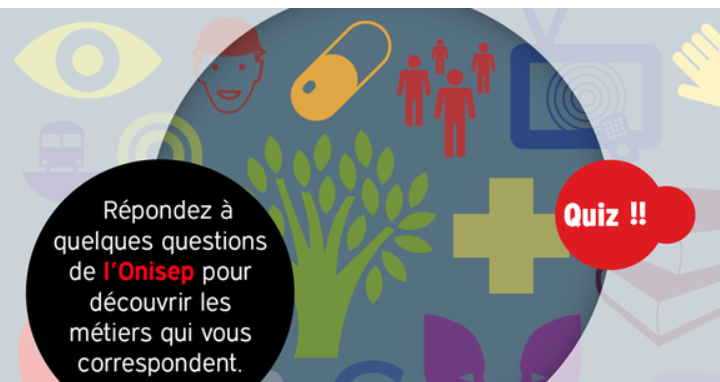 Répondez à
quelques questions
de l'Onisep pour
découvrir les
métiers qui vous
correspondent.
Quiz !!